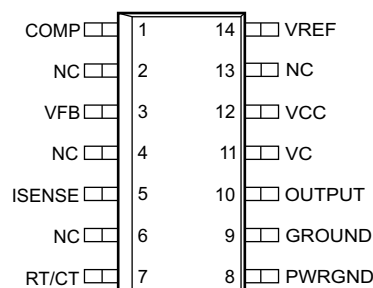 COMP 1 14 VREF
NC 2 13 NC
VFB 3 12 VCC
NC 4 11 VC
ISENSE 5 10 OUTPUT
NC 6 9 GROUND
RT/CT 7 8 PWRGND